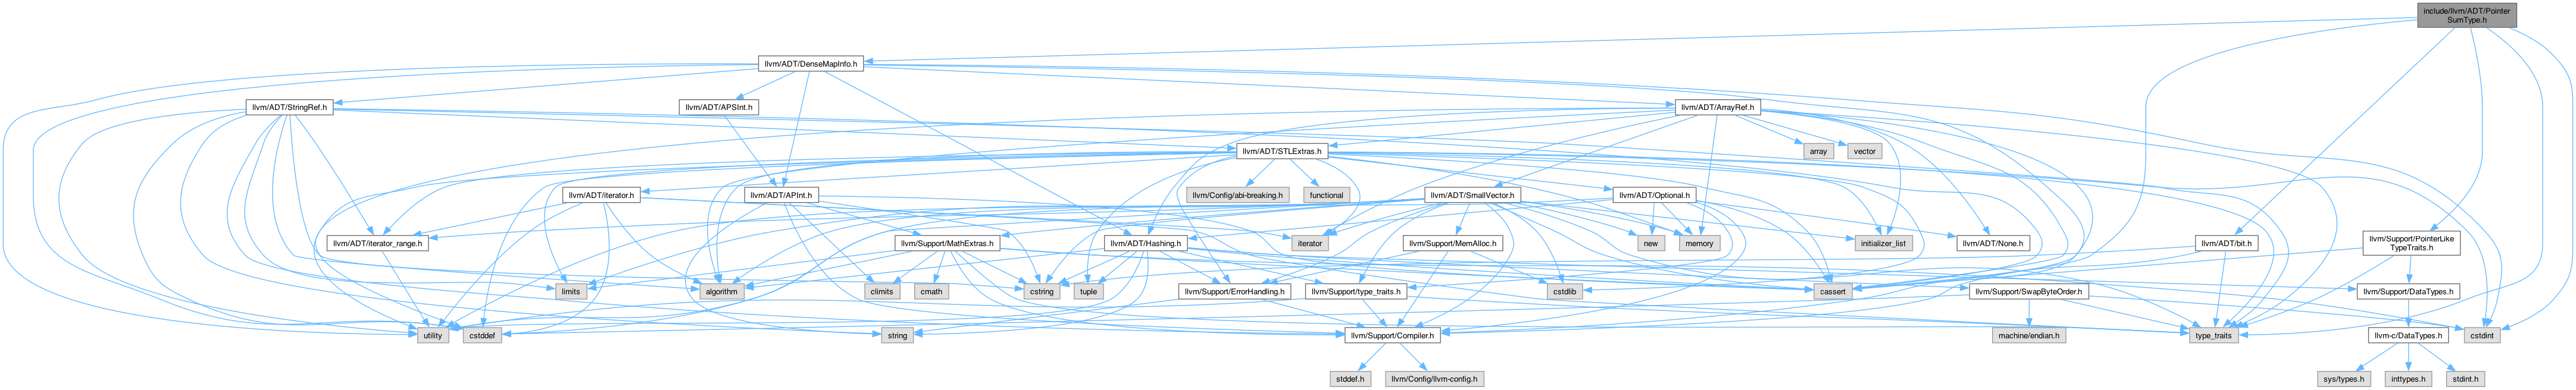 include/llvm/ADT/Pointer
SumType.h
llvm/ADT/DenseMapInfo.h
llvm/ADT/StringRef.h
llvm/ADT/APSInt.h
llvm/ADT/ArrayRef.h
llvm/ADT/STLExtras.h
array
vector
llvm/ADT/iterator.h
llvm/ADT/APInt.h
llvm/Config/abi-breaking.h
functional
llvm/ADT/SmallVector.h
llvm/ADT/Optional.h
llvm/ADT/iterator_range.h
llvm/Support/MathExtras.h
llvm/ADT/Hashing.h
iterator
llvm/Support/MemAlloc.h
new
memory
initializer_list
llvm/ADT/None.h
llvm/ADT/bit.h
llvm/Support/PointerLike
TypeTraits.h
limits
algorithm
climits
cmath
cstring
tuple
llvm/Support/ErrorHandling.h
llvm/Support/type_traits.h
cstdlib
cassert
llvm/Support/SwapByteOrder.h
llvm/Support/DataTypes.h
utility
cstddef
string
llvm/Support/Compiler.h
machine/endian.h
type_traits
llvm-c/DataTypes.h
cstdint
stddef.h
llvm/Config/llvm-config.h
sys/types.h
inttypes.h
stdint.h